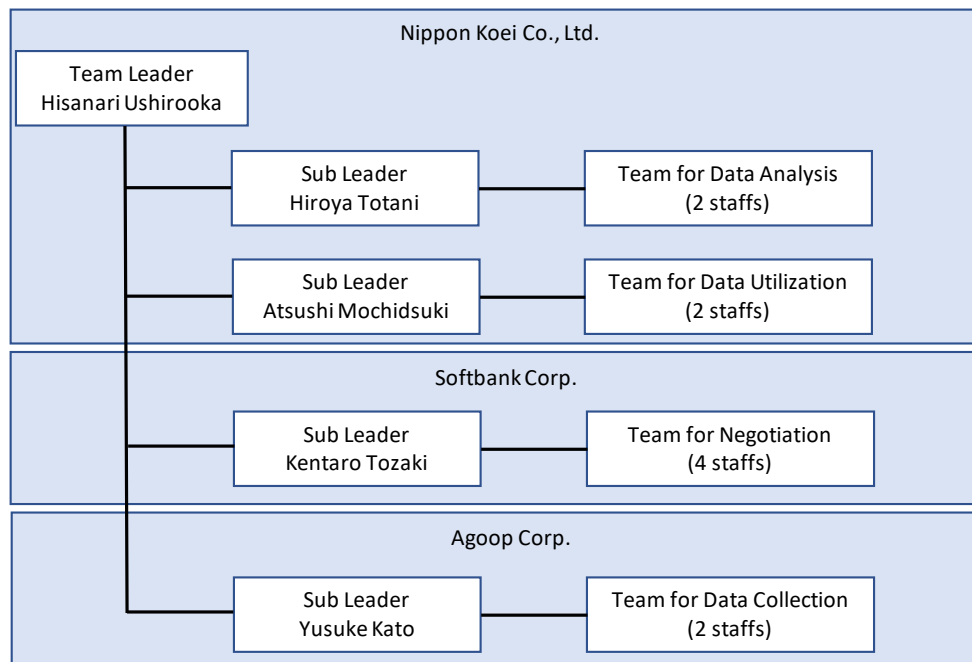 Nippon Koei Co., Ltd.
Team Leader
Hisanari Ushirooka
Sub Leader
Hiroya Totani
Team for Data Analysis
(2 staffs)
Sub Leader
Atsushi Mochidsuki
Team for Data Utilization
(2 staffs)
Softbank Corp.
Sub Leader
Kentaro Tozaki
Team for Negotiation
(4 staffs)
Agoop Corp.
Sub Leader
Yusuke Kato
Team for Data Collection
(2 staffs)